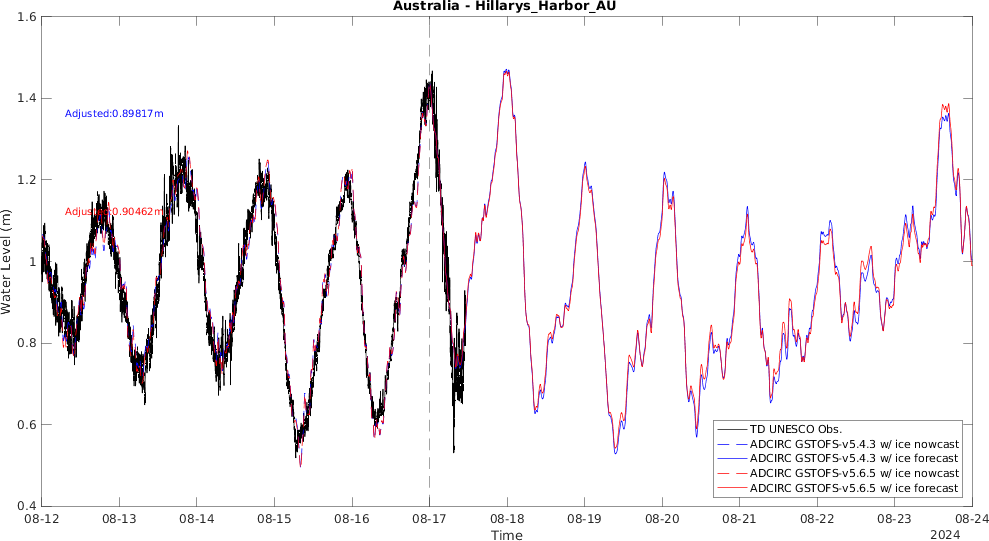 Australia - Hillarys_Harbor_AU
1.6
1.4
1.2
1
0.8
0.6
0.4
Water Level (m)
Adjusted:0.89817m
Adjusted:0.90462m
TD UNESCO Obs.
ADCIRC GSTOFS-v5.4.3 w/ ice nowcast
ADCIRC GSTOFS-v5.4.3 w/ ice forecast
ADCIRC GSTOFS-v5.6.5 w/ ice nowcast
ADCIRC GSTOFS-v5.6.5 w/ ice forecast
08-12 08-13 08-14 08-15 08-16 08-17 08-18 08-19 08-20 08-21 08-22 08-23 08-24
Time
2024